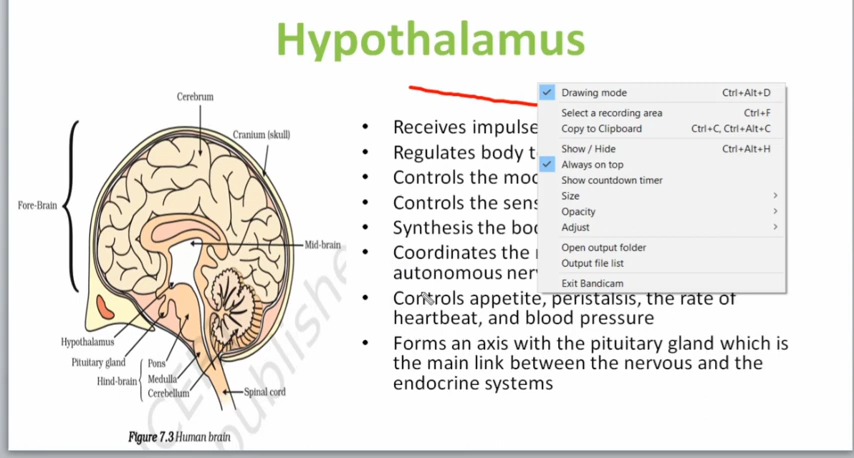 Hypothalamus
Cerebrum
Cranium (skull)
Fore-Brain
Mid-brain
Hypothalamus
Pituitary gland
Hind-brain
Pons
Medulla
Cerebellum
Spinal cord
Figure 7.3 Human brain
• Receives impulse
• Regulates body
• Controls the
• Controls the
• Synthesis the
• Coordinates the
autonomous
• Controls appetite, peristalsis, the rate of
heartbeat, and blood pressure
• Forms an axis with the pituitary gland which is
the main link between the nervous and the
endocrine systems
Drawing mode Ctrl+Alt+D
Select a recording area Ctrl+F
Copy to Clipboard Ctrl+C, Ctrl+Alt+C
Show / Hide Ctrl+Alt+H
Always on top
Show countdown timer
Size
Opacity
Adjust
Open output folder
Output file list
Exit Bandicam